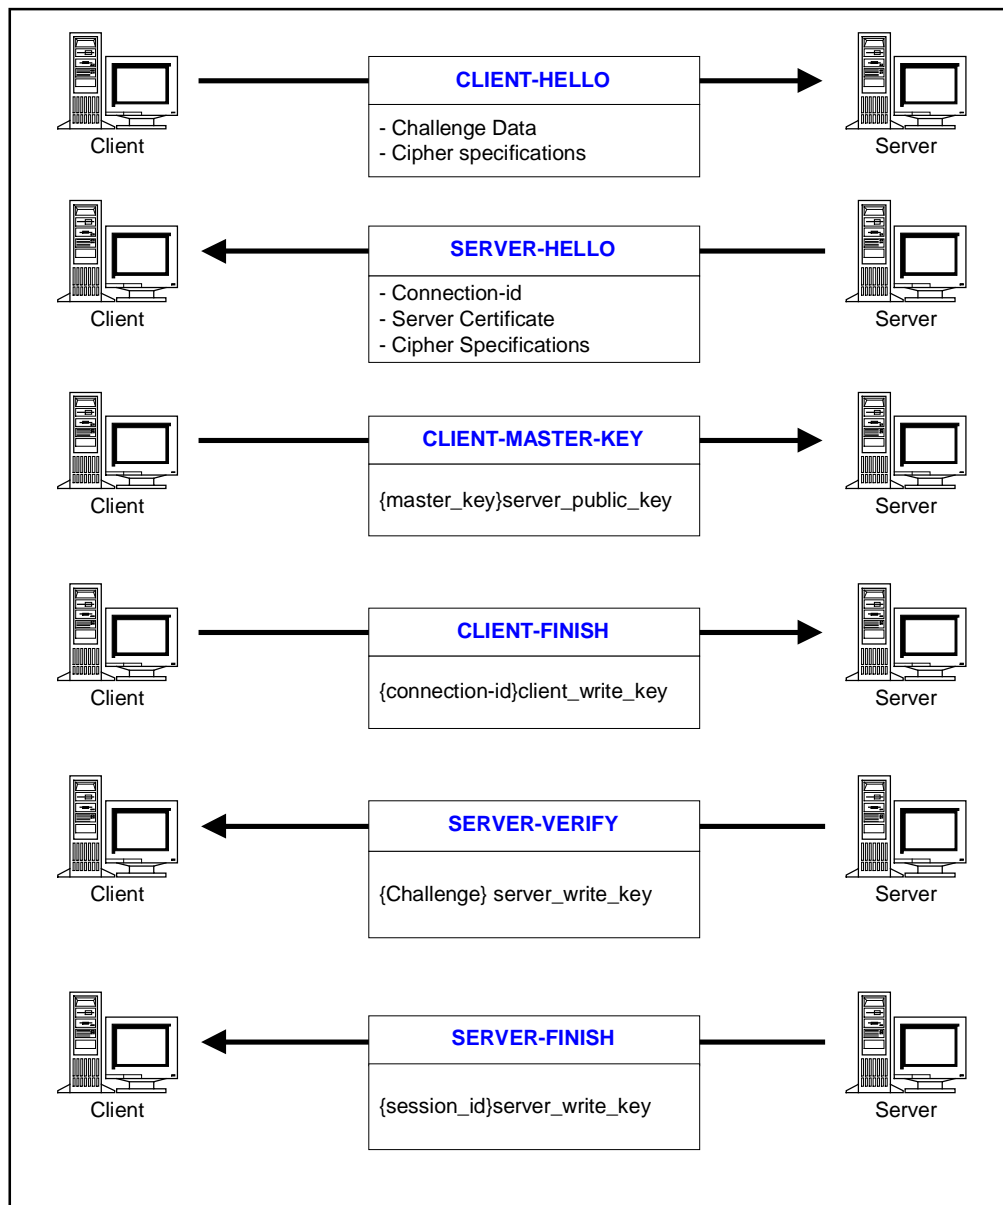 CLIENT-HELLO
- Challenge Data
- Cipher specifications
Client
Server
SERVER-HELLO
- Connection-id
- Server Certificate
- Cipher Specifications
Client
Server
CLIENT-MASTER-KEY
{master_key}server_public_key
Client
Server
CLIENT-FINISH
{connection-id}client_write_key
Client
Server
SERVER-VERIFY
{Challenge} server_write_key
Client
Server
SERVER-FINISH
{session_id}server_write_key
Client
Server